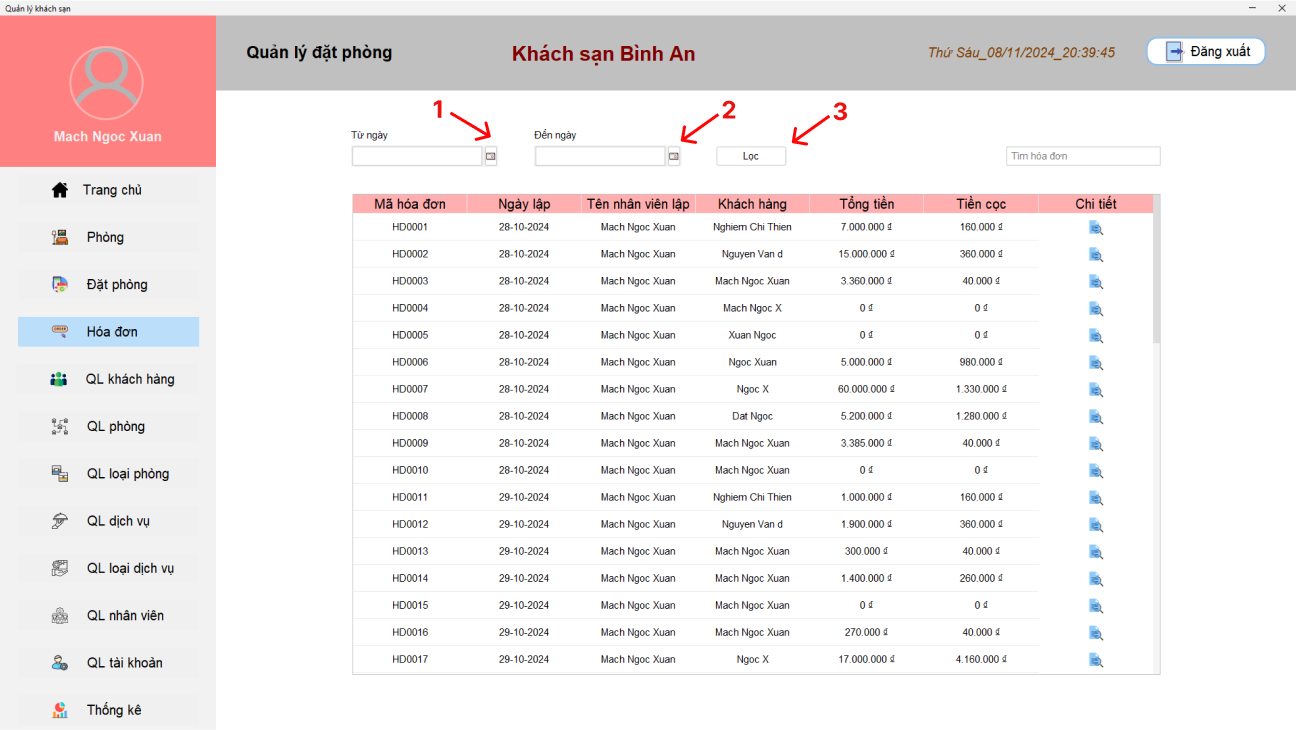 Quản lý khách sạn
Mach Ngoc Xuan
Quản lý đặt phòng
Khách sạn Bình An
Thứ Sáu_08/11/2024_20:39:45
Đăng xuất
Trang chủ
Phòng
Đặt phòng
Hóa đơn
QL khách hàng
QL phòng
QL loại phòng
QL dịch vụ
QL loại dịch vụ
QL nhân viên
QL tài khoản
Thống kê
1
2
3
Từ ngày
Đến ngày
Lọc
Tìm hóa đơn
Mã hóa đơn Ngày lập Tên nhân viên lập Khách hàng Tổng tiền Tiền cọc Chi tiết
HD0001 28-10-2024 Mach Ngoc Xuan Nghiem Chi Thien 7.000.000 ₫ 160.000 ₫
HD0002 28-10-2024 Mach Ngoc Xuan Nguyen Van d 15.000.000 ₫ 360.000 ₫
HD0003 28-10-2024 Mach Ngoc Xuan Mach Ngoc Xuan 3.360.000 ₫ 40.000 ₫
HD0004 28-10-2024 Mach Ngoc Xuan Mach Ngoc X 0 ₫ 0 ₫
HD0005 28-10-2024 Mach Ngoc Xuan Xuan Ngoc 0 ₫ 0 ₫
HD0006 28-10-2024 Mach Ngoc Xuan Ngoc Xuan 5.000.000 ₫ 980.000 ₫
HD0007 28-10-2024 Mach Ngoc Xuan Ngoc X 60.000.000 ₫ 1.330.000 ₫
HD0008 28-10-2024 Mach Ngoc Xuan Dat Ngoc 5.200.000 ₫ 1.280.000 ₫
HD0009 28-10-2024 Mach Ngoc Xuan Mach Ngoc Xuan 3.385.000 ₫ 40.000 ₫
HD0010 28-10-2024 Mach Ngoc Xuan Mach Ngoc Xuan 0 ₫ 0 ₫
HD0011 29-10-2024 Mach Ngoc Xuan Nghiem Chi Thien 1.000.000 ₫ 160.000 ₫
HD0012 29-10-2024 Mach Ngoc Xuan Nguyen Van d 1.900.000 ₫ 360.000 ₫
HD0013 29-10-2024 Mach Ngoc Xuan Mach Ngoc Xuan 300.000 ₫ 40.000 ₫
HD0014 29-10-2024 Mach Ngoc Xuan Mach Ngoc Xuan 1.400.000 ₫ 260.000 ₫
HD0015 29-10-2024 Mach Ngoc Xuan Mach Ngoc Xuan 0 ₫ 0 ₫
HD0016 29-10-2024 Mach Ngoc Xuan Mach Ngoc Xuan 270.000 ₫ 40.000 ₫
HD0017 29-10-2024 Mach Ngoc Xuan Ngoc X 17.000.000 ₫ 4.160.000 ₫